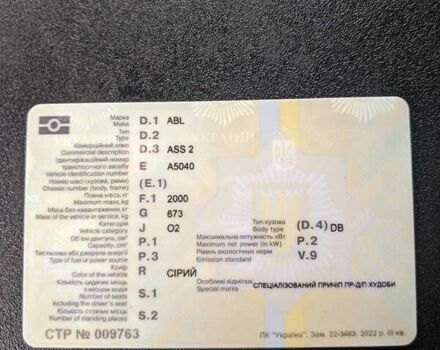 Марка
Make D.1 ABL
Тип
Type D.2
Комерційний опис
Commercial description D.3 ASS 2
Ідентифікаційний номер
транспортного засобу E A5040
Vehicle identification number
Номер шасі (кузова, рами) (E.1)
Chassis number (body, frame)
Повна маса, кг F.1 2000
Maximum mass, kg
Маса без навантаження, кг G 673
Mass of the vehicle in service, kg
Категорія
Vehicle category J O2
Тип кузова
Body type (D.4) DB
Об'єм двигуна, см³ P.1
Capacity, cm³
Максимальна потужність кВт P.2
Maximum net power (in kW)
Тип палива або джерела енергії P.3
Type of fuel or power source
Рівень екологічних норм V.9
Emission standard
Колір R СІРИЙ
Color of the vehicle
Кількість сидячих місць
з місцем водія S.1
Number of seats
including the driver's seat
Особливі відмітки СПЕЦІАЛІЗОВАНИЙ ПРИЧІП ПР-Д/П ХУДОБИ
Special marks
Кількість стоячих місць S.2
Number of standing places
СТР № 009763
ПК "Україна". Зам. 22-3469. 2022 р. III кв.